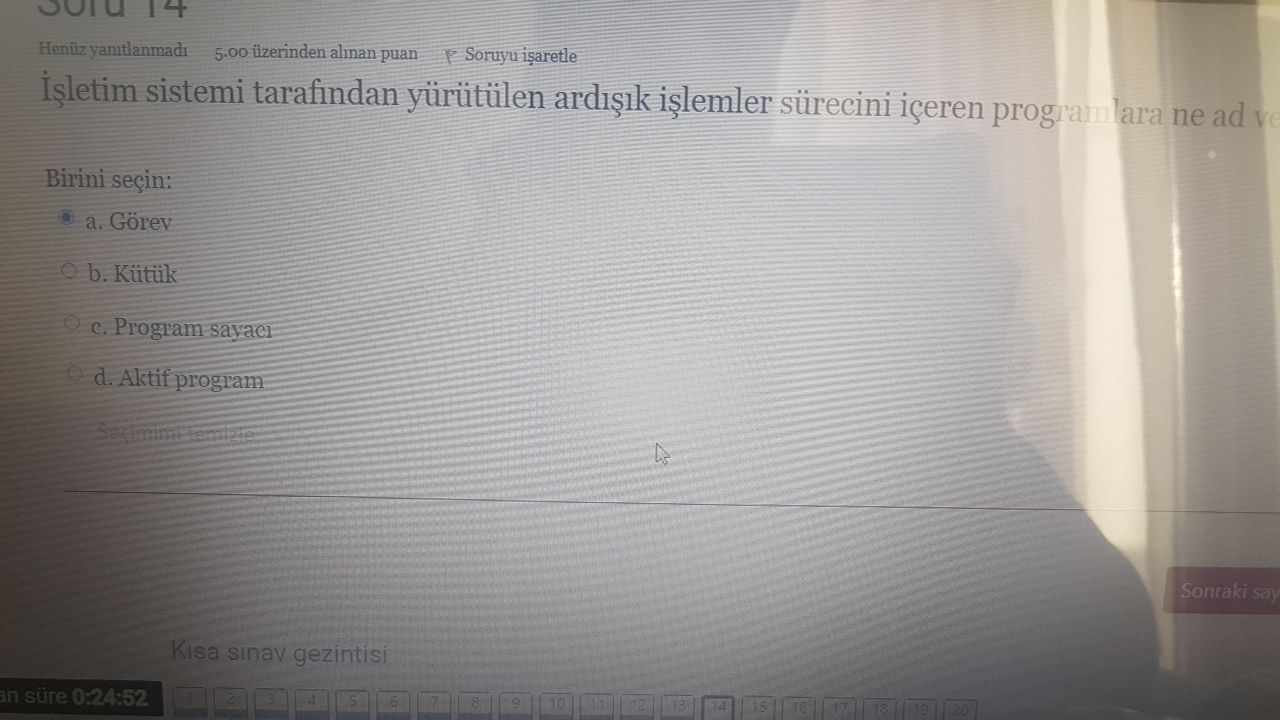 Soru 14
Henüz yanıtlanmadı 5.00 üzerinden alınan puan Soruyu işaretle
İşletim sistemi tarafından yürütülen ardışık işlemler sürecini içeren programlara ne ad
Birini seçin:
a. Görev
b. Kütük
c. Program sayacı
d. Aktif program
Seçimimi temizle
Sonraki
Kısa sınav gezintisi
süre 0:24:52
1 2 3 4 5 6 7 8 9 10 11 12 13 14 15 16 17 18 19 20